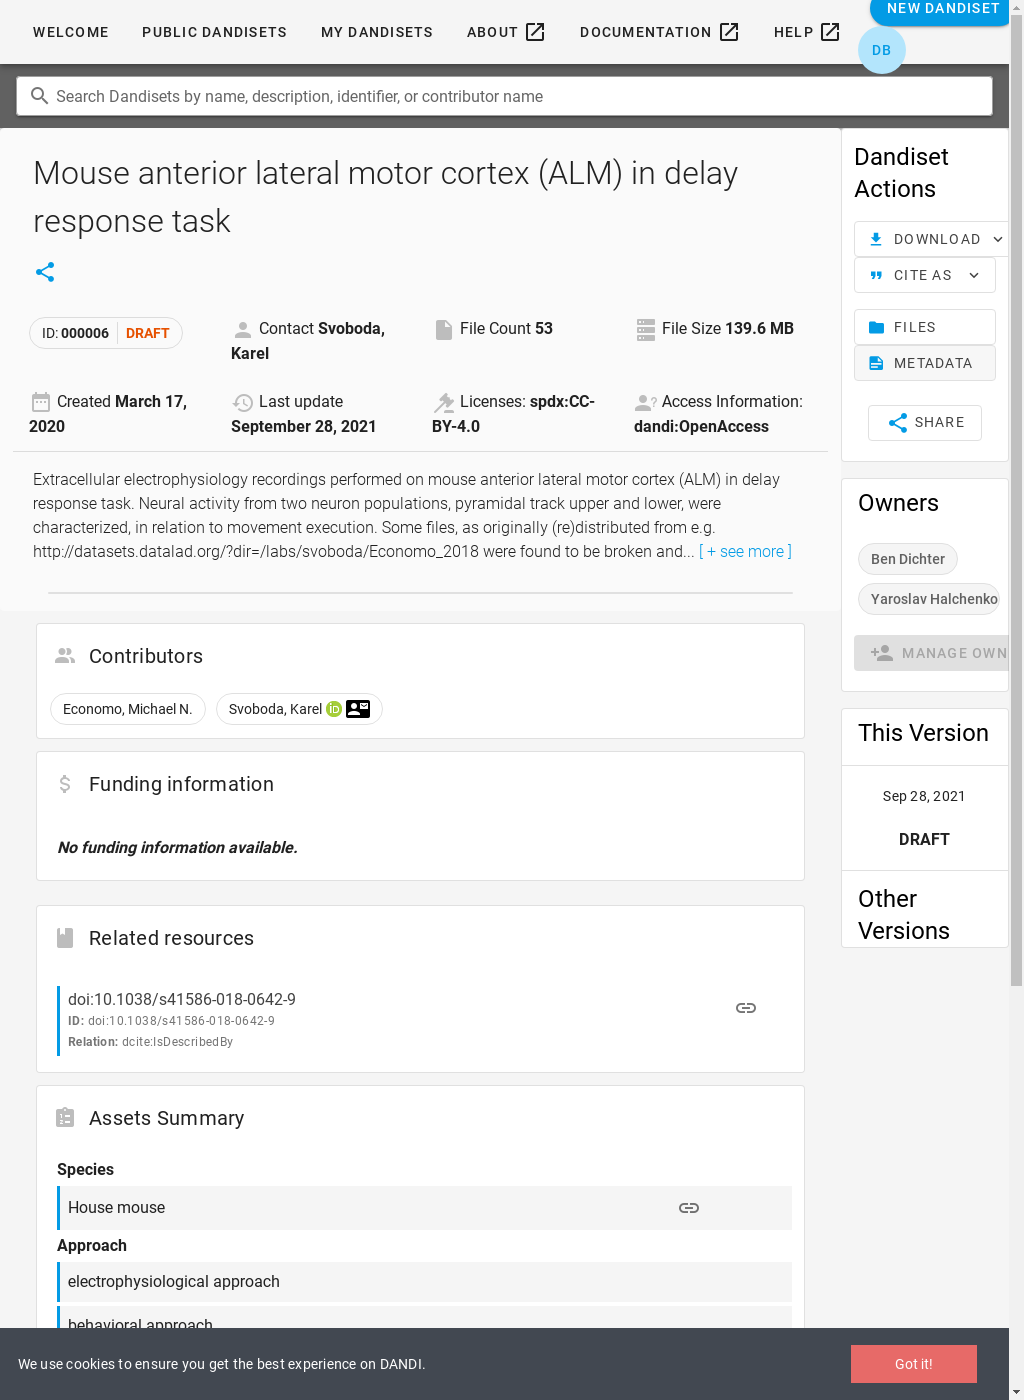 NEW DANDISET
WELCOME
PUBLIC DANDISETS
MY DANDISETS
ABOUT
DOCUMENTATION
HELP
DB
Search Dandisets by name, description, identifier, or contributor name
Mouse anterior lateral motor cortex (ALM) in delay
response task
ID: 000006 DRAFT
Contact Svoboda,
Karel
File Count 53
File Size 139.6 MB
Created March 17,
2020
Last update
September 28, 2021
Licenses: spdx:CC-
BY-4.0
Access Information:
dandi:OpenAccess
Extracellular electrophysiology recordings performed on mouse anterior lateral motor cortex (ALM) in delay
response task. Neural activity from two neuron populations, pyramidal track upper and lower, were
characterized, in relation to movement execution. Some files, as originally (re)distributed from e.g.
http://datasets.datalad.org/?dir=/labs/svoboda/Economo_2018 were found to be broken and... [ + see more ]
Contributors
Economo, Michael N.
Svoboda, Karel iD
Funding information
No funding information available.
Related resources
doi:10.1038/s41586-018-0642-9
ID: doi:10.1038/s41586-018-0642-9
Relation: dcite:IsDescribedBy
Assets Summary
Species
House mouse
Approach
electrophysiological approach
behavioral approach
Dandiset
Actions
DOWNLOAD
CITE AS
FILES
METADATA
SHARE
Owners
Ben Dichter
Yaroslav Halchenko
MANAGE OWN
This Version
Sep 28, 2021
DRAFT
Other
Versions
We use cookies to ensure you get the best experience on DANDI.
Got it!